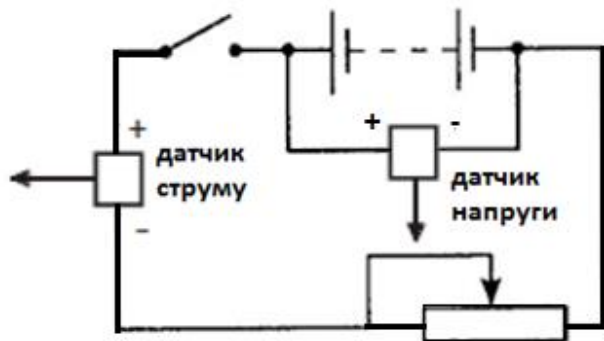 +
датчик
струму
–
+ -
датчик
напруги